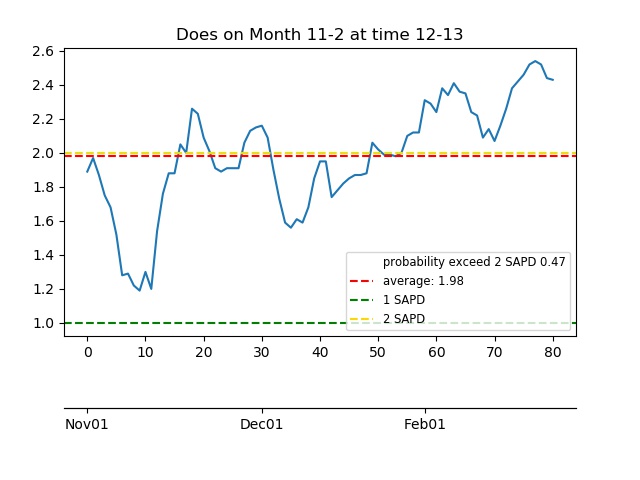 Does on Month 11-2 at time 12-13
2.6
2.4
2.2
2.0
1.8
1.6
1.4
1.2
1.0
probability exceed 2 SAPD 0.47
average: 1.98
1 SAPD
2 SAPD
0 10 20 30 40 50 60 70 80
Nov01 Dec01 Feb01